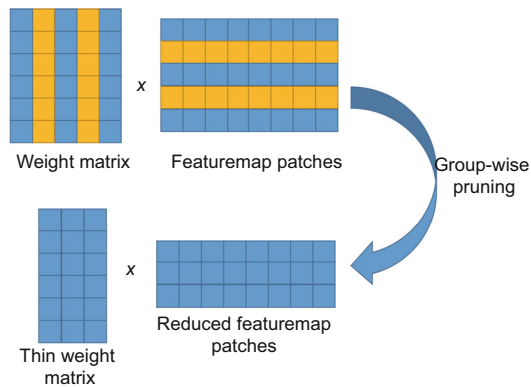 x
Weight matrix
Featuremap patches
Group-wise
pruning
x
Thin weight
matrix
Reduced featuremap
patches